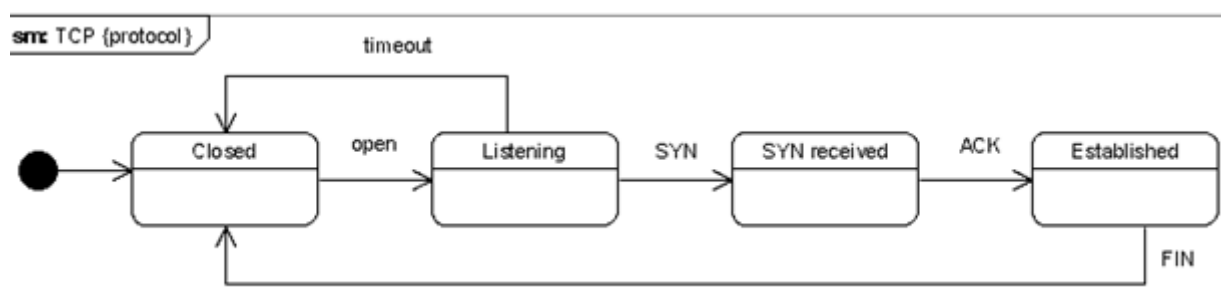 sm: TCP {protocol}
timeout
Closed
open
Listening
SYN
SYN received
ACK
Established
FIN